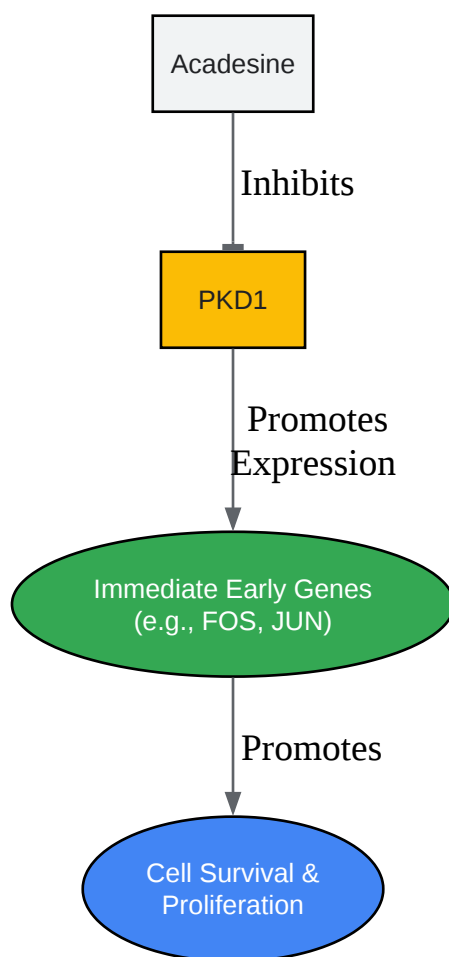 Acadesine
Inhibits
PKD1
Promotes
Expression
Immediate Early Genes
(e.g., FOS, JUN)
Promotes
Cell Survival &
Proliferation